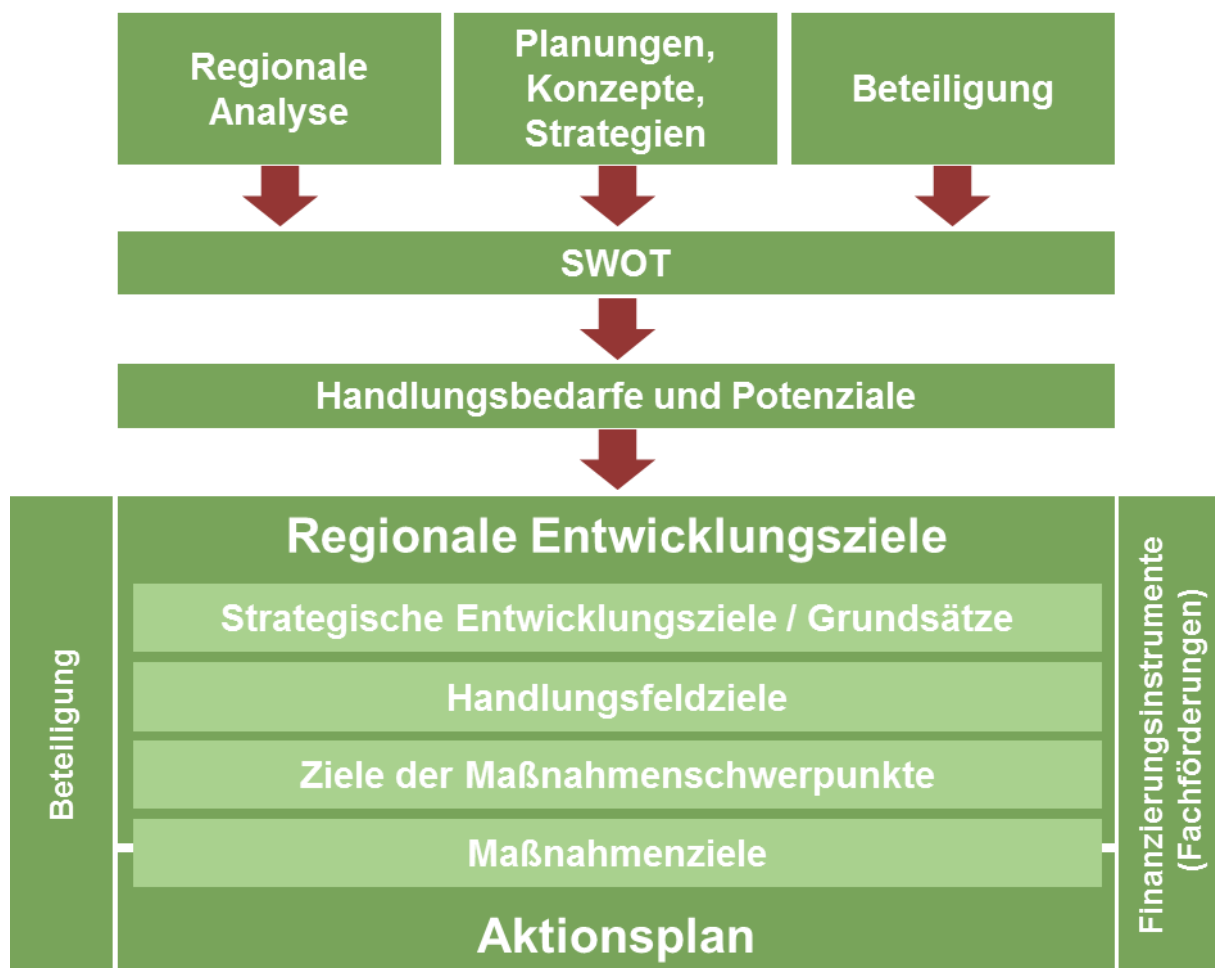 Regionale
Analyse
Planungen,
Konzepte,
Strategien
Beteiligung
SWOT
Handlungsbedarfe und Potenziale
Beteiligung
Regionale Entwicklungsziele
Strategische Entwicklungsziele / Grundsätze
Handlungsfeldziele
Ziele der Maßnahmenschwerpunkte
Maßnahmenziele
Aktionsplan
Finanzierungsinstrumente
(Fachförderungen)